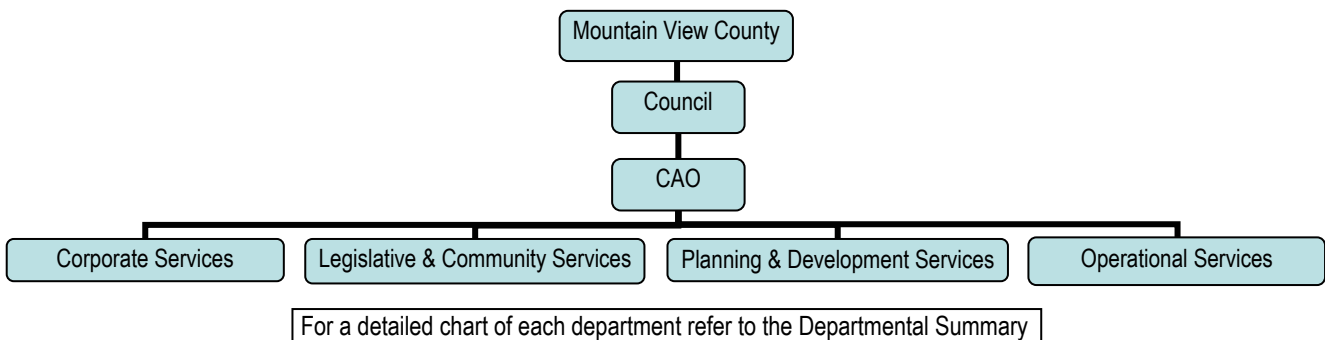 Mountain View County
Council
CAO
Corporate Services
Legislative & Community Services
Planning & Development Services
Operational Services
For a detailed chart of each department refer to the Departmental Summary